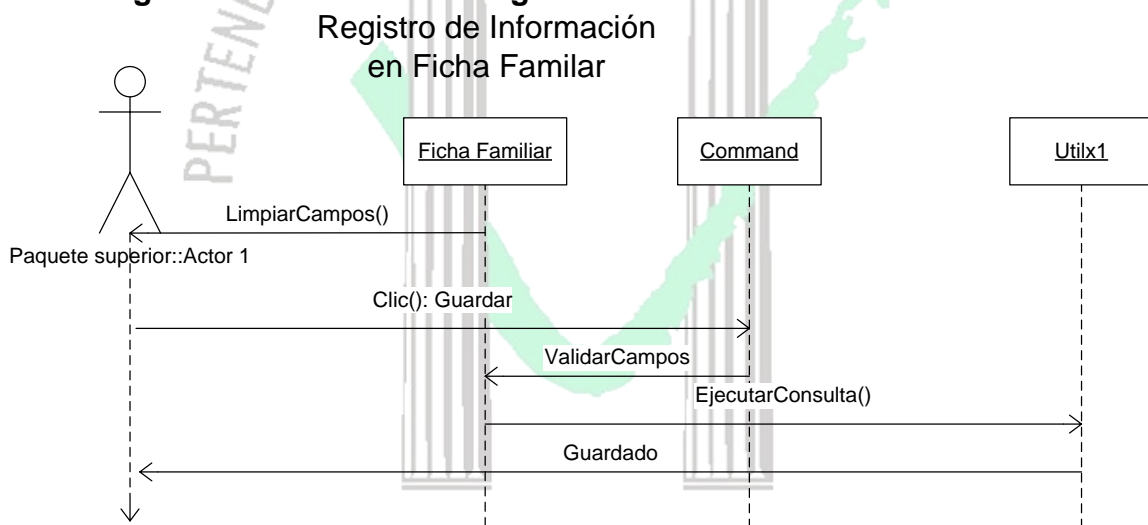 Registro de Información
en Ficha Familar
Ficha Familiar
Command
Utilx1
LimpiarCampos()
Paquete superior::Actor 1
Clic(): Guardar
ValidarCampos
EjecutarConsulta()
Guardado